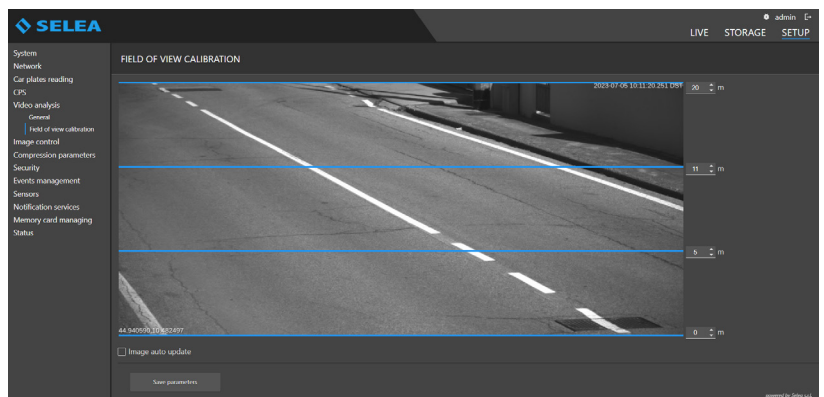 SELEA
admin
LIVE STORAGE SETUP
System
Network
Car plates reading
CPS
Video analysis
General
Field of view calibration
Image control
Compression parameters
Security
Events management
Sensors
Notification services
Memory card managing
Status
FIELD OF VIEW CALIBRATION
2023-07-05 10:11:20.251 DST
20 m
11 m
5 m
0 m
44.940590,10.682497
Image auto update
Save parameters
powered by Selea s.r.l.